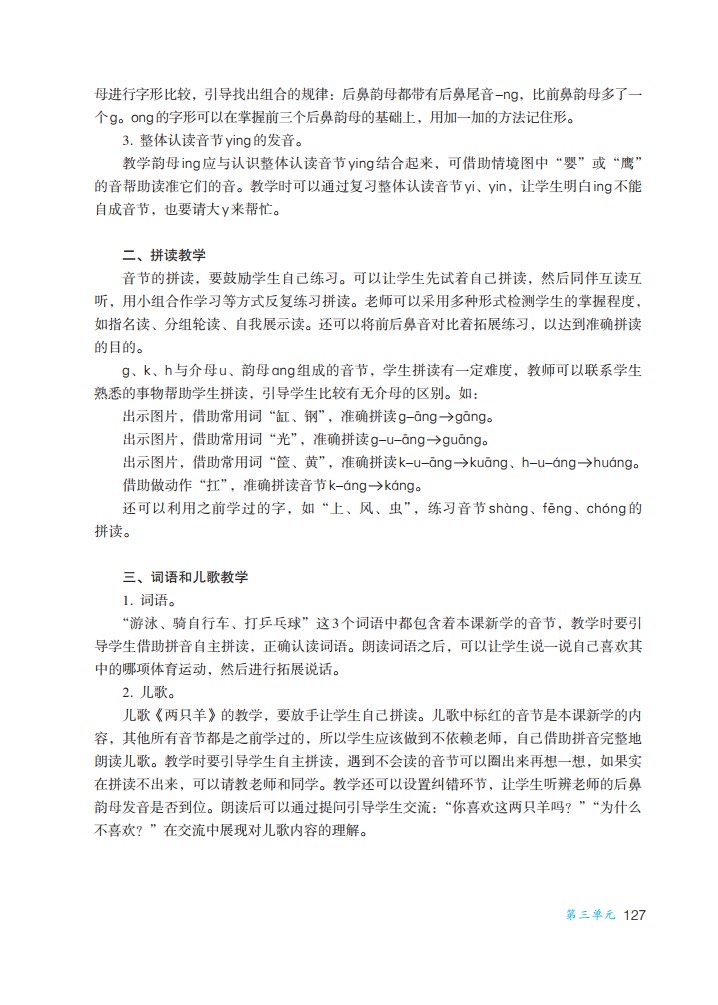 母进行字形比较，引导找出组合的规律：后鼻韵母都带有后鼻尾音-ng，比前鼻韵母多了一
个g。ong的字形可以在掌握前三个后鼻韵母的基础上，用加一加的方法记住形。
3. 整体认读音节ying的发音。
教学韵母ing应与认识整体认读音节ying结合起来，可借助情境图中“婴”或“鹰”
的音帮助读准它们的音。教学时可以通过复习整体认读音节yi、yin，让学生明白ing不能
自成音节，也要请大y来帮忙。
二、拼读教学
音节的拼读，要鼓励学生自己练习。可以让学生先试着自己拼读，然后同伴互读互
听，用小组合作学习等方式反复练习拼读。老师可以采用多种形式检测学生的掌握程度，
如指名读、分组轮读、自我展示读。还可以将前后鼻音对比着拓展练习，以达到准确拼读
的目的。
g、k、h与介母u、韵母ang组成的音节，学生拼读有一定难度，教师可以联系学生
熟悉的事物帮助学生拼读，引导学生比较有无介母的区别。如：
出示图片，借助常用词“缸、钢”，准确拼读g-āng→gāng。
出示图片，借助常用词“光”，准确拼读g-u-āng→guāng。
出示图片，借助常用词“筐、黄”，准确拼读k-u-āng→kuāng、h-u-áng→huáng。
借助做动作“扛”，准确拼读音节k-áng→káng。
还可以利用之前学过的字，如“上、风、虫”，练习音节shàng、fēng、chóng的
拼读。
三、词语和儿歌教学
1. 词语。
“游泳、骑自行车、打乒乓球”这3个词语中都包含着本课新学的音节，教学时要引
导学生借助拼音自主拼读，正确认读词语。朗读词语之后，可以让学生说一说自己喜欢其
中的哪项体育运动，然后进行拓展说话。
2. 儿歌。
儿歌《两只羊》的教学，要放手让学生自己拼读。儿歌中标红的音节是本课新学的内
容，其他所有音节都是之前学过的，所以学生应该做到不依赖老师，自己借助拼音完整地
朗读儿歌。教学时要引导学生自主拼读，遇到不会读的音节可以圈出来再想一想，如果实
在拼读不出来，可以请教老师和同学。教学还可以设置纠错环节，让学生听辨老师的后鼻
韵母发音是否到位。朗读后可以通过提问引导学生交流：“你喜欢这两只羊吗？”“为什么
不喜欢？”在交流中展现对儿歌内容的理解。
第三单元 127